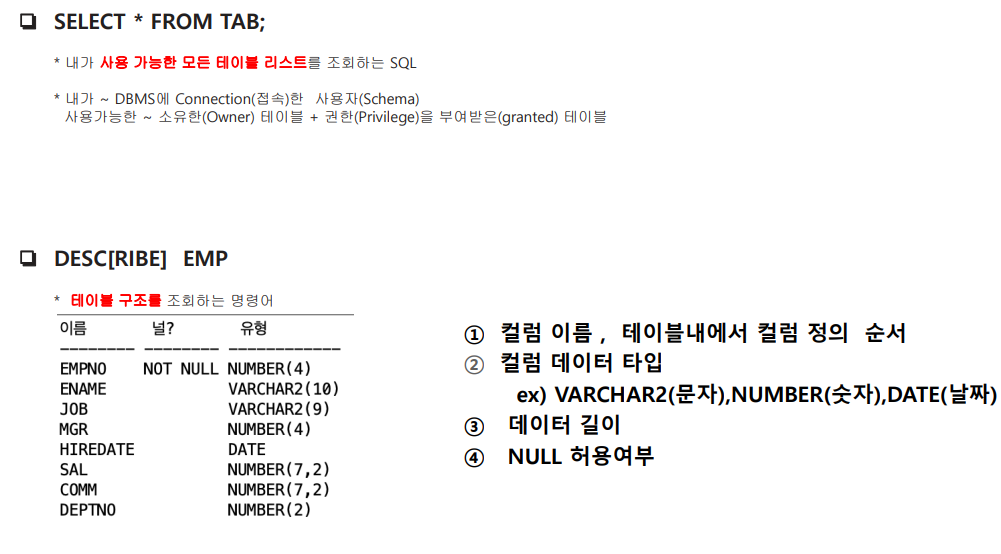 ❏ SELECT * FROM TAB;
* 내가 사용 가능한 모든 테이블 리스트를 조회하는 SQL
* 내가 ~ DBMS에 Connection(접속)한 사용자(Schema)
사용가능한 ~ 소유한(Owner) 테이블 + 권한(Privilege)을 부여받은(granted) 테이블
❏ DESC[RIBE] EMP
* 테이블 구조를 조회하는 명령어
이름 널? 유형
-------- -------- ------------
EMPNO NOT NULL NUMBER(4)
ENAME VARCHAR2(10)
JOB VARCHAR2(9)
MGR NUMBER(4)
HIREDATE DATE
SAL NUMBER(7,2)
COMM NUMBER(7,2)
DEPTNO NUMBER(2)
① 컬럼 이름 , 테이블내에서 컬럼 정의 순서
② 컬럼 데이터 타입
ex) VARCHAR2(문자),NUMBER(숫자),DATE(날짜)
③ 데이터 길이
④ NULL 허용여부